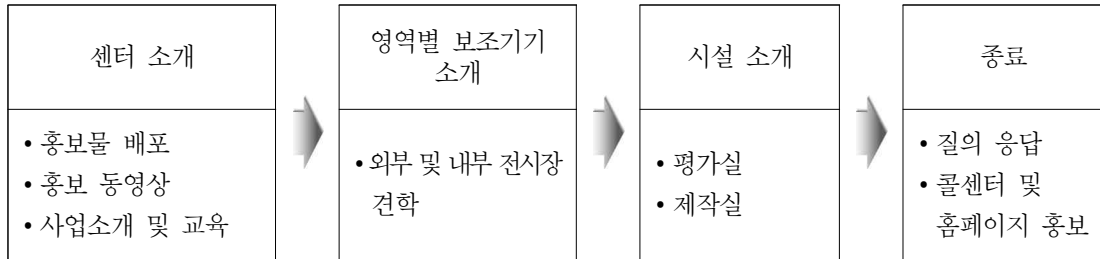 센터 소개
• 홍보물 배포
• 홍보 동영상
• 사업소개 및 교육
영역별 보조기기
소개
• 외부 및 내부 전시장
견학
시설 소개
• 평가실
• 제작실
종료
• 질의 응답
• 콜센터 및
홈페이지 홍보